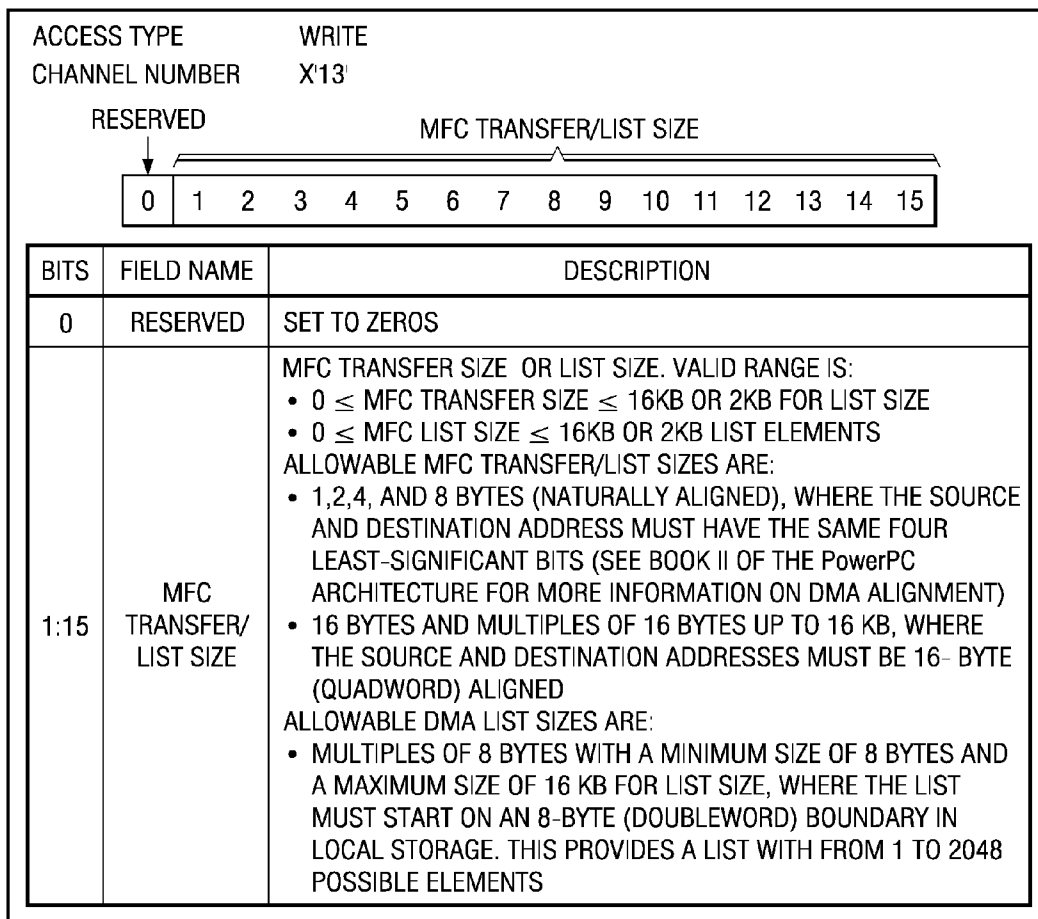 ACCESS TYPE WRITE
CHANNEL NUMBER X'13'
RESERVED
MFC TRANSFER/LIST SIZE
0 1 2 3 4 5 6 7 8 9 10 11 12 13 14 15
BITS FIELD NAME DESCRIPTION
0 RESERVED SET TO ZEROS
1:15 MFC TRANSFER/ LIST SIZE
MFC TRANSFER SIZE OR LIST SIZE. VALID RANGE IS:
• 0 ≤ MFC TRANSFER SIZE ≤ 16KB OR 2KB FOR LIST SIZE
• 0 ≤ MFC LIST SIZE ≤ 16KB OR 2KB LIST ELEMENTS
ALLOWABLE MFC TRANSFER/LIST SIZES ARE:
• 1,2,4, AND 8 BYTES (NATURALLY ALIGNED), WHERE THE SOURCE
AND DESTINATION ADDRESS MUST HAVE THE SAME FOUR
LEAST-SIGNIFICANT BITS (SEE BOOK II OF THE PowerPC
ARCHITECTURE FOR MORE INFORMATION ON DMA ALIGNMENT)
• 16 BYTES AND MULTIPLES OF 16 BYTES UP TO 16 KB, WHERE
THE SOURCE AND DESTINATION ADDRESSES MUST BE 16- BYTE
(QUADWORD) ALIGNED
ALLOWABLE DMA LIST SIZES ARE:
• MULTIPLES OF 8 BYTES WITH A MINIMUM SIZE OF 8 BYTES AND
A MAXIMUM SIZE OF 16 KB FOR LIST SIZE, WHERE THE LIST
MUST START ON AN 8-BYTE (DOUBLEWORD) BOUNDARY IN
LOCAL STORAGE. THIS PROVIDES A LIST WITH FROM 1 TO 2048
POSSIBLE ELEMENTS